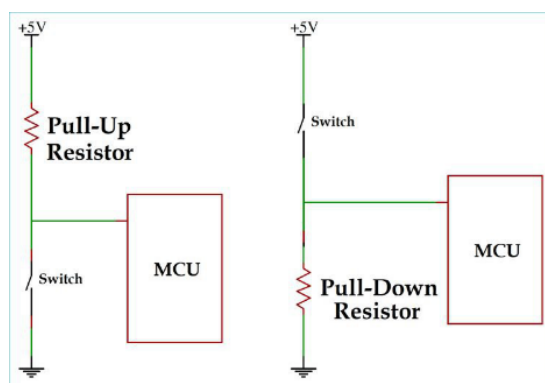 +5V
Pull-Up
Resistor
Switch
MCU
+5V
Switch
MCU
Pull-Down
Resistor